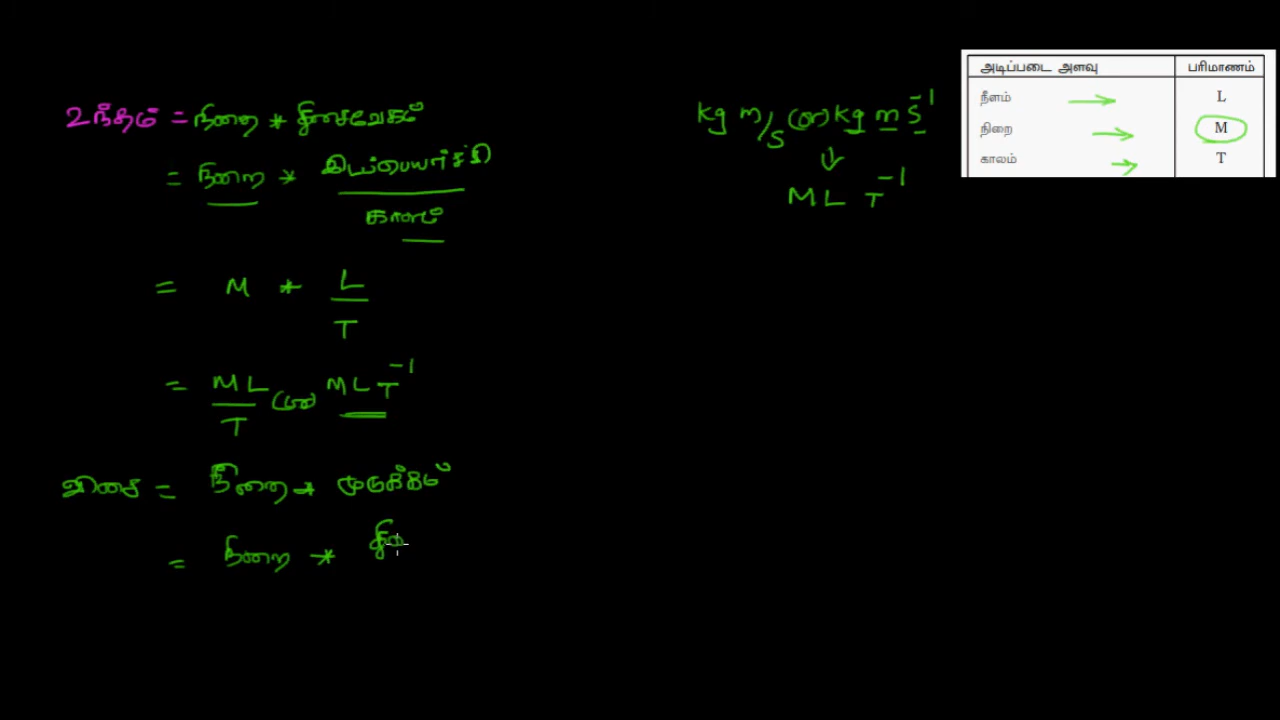 உந்தம் = நிறை * திசைவேகம்
= நிறை * இடப்பெயர்ச்சி
காலம்
= M * L
T
= ML (அ) MLT⁻¹
T
விசை = நிறை * முடுக்கம்
= நிறை *
kg m/s (அ) kg m s⁻¹
MLT⁻¹
அடிப்படை அளவு பரிமாணம்
நீளம் L
நிறை M
காலம் T